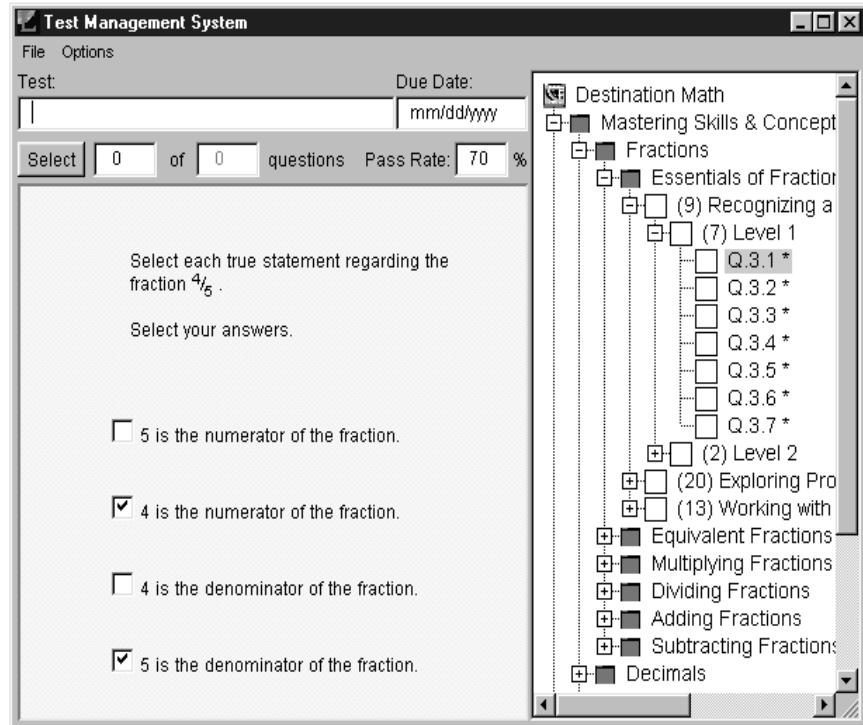 Test Management System
File Options
Test: Due Date:
mm/dd/yyyy
Select 0 of 0 questions Pass Rate: 70 %
Select each true statement regarding the
fraction 4/5 .
Select your answers.
5 is the numerator of the fraction.
4 is the numerator of the fraction.
4 is the denominator of the fraction.
5 is the denominator of the fraction.
Destination Math
Mastering Skills & Concept
Fractions
Essentials of Fraction
(9) Recognizing a
(7) Level 1
Q.3.1 *
Q.3.2 *
Q.3.3 *
Q.3.4 *
Q.3.5 *
Q.3.6 *
Q.3.7 *
(2) Level 2
(20) Exploring Pro
(13) Working with
Equivalent Fractions
Multiplying Fractions
Dividing Fractions
Adding Fractions
Subtracting Fractions
Decimals